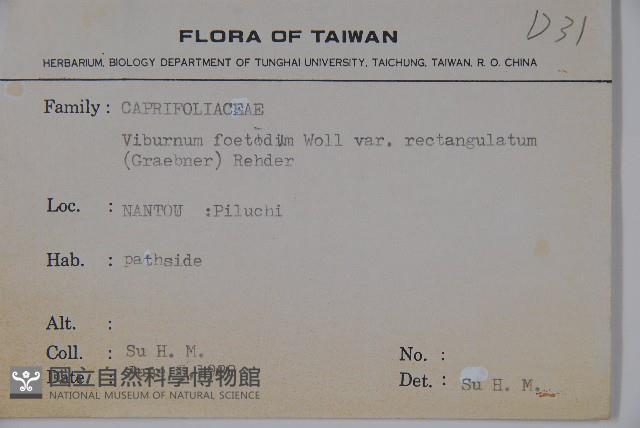 D31
FLORA OF TAIWAN
HERBARIUM, BIOLOGY DEPARTMENT OF TUNGHAI UNIVERSITY, TAICHUNG, TAIWAN, R. O. CHINA
Family : CAPRIFOLIACEAE
Viburnum foetidum Woll var. rectangulatum
(Graebner) Rehder
Loc. : NANTOU :Piluchi
Hab. : pathside
Alt. :
Coll. : Su H. M. No. :
Date : Det. : Su H. M.
國立自然科學博物館
NATIONAL MUSEUM OF NATURAL SCIENCE